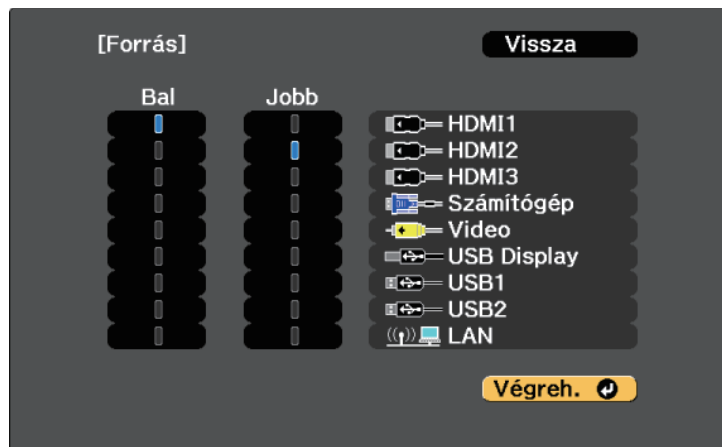 [Forrás]
Vissza
Bal
Jobb
HDMI1
HDMI2
HDMI3
Számítógép
Video
USB Display
USB1
USB2
LAN
Végreh.